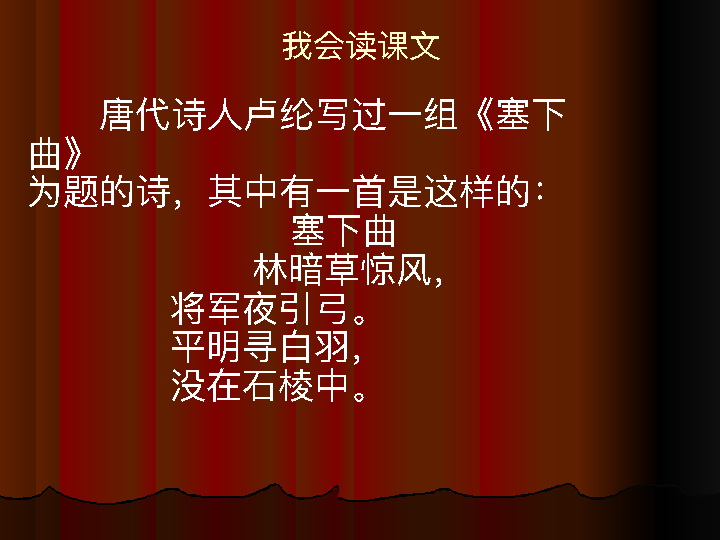 我会读课文
唐代诗人卢纶写过一组《塞下
曲》
为题的诗，其中有一首是这样的：
塞下曲
林暗草惊风，
将军夜引弓。
平明寻白羽，
没在石棱中。